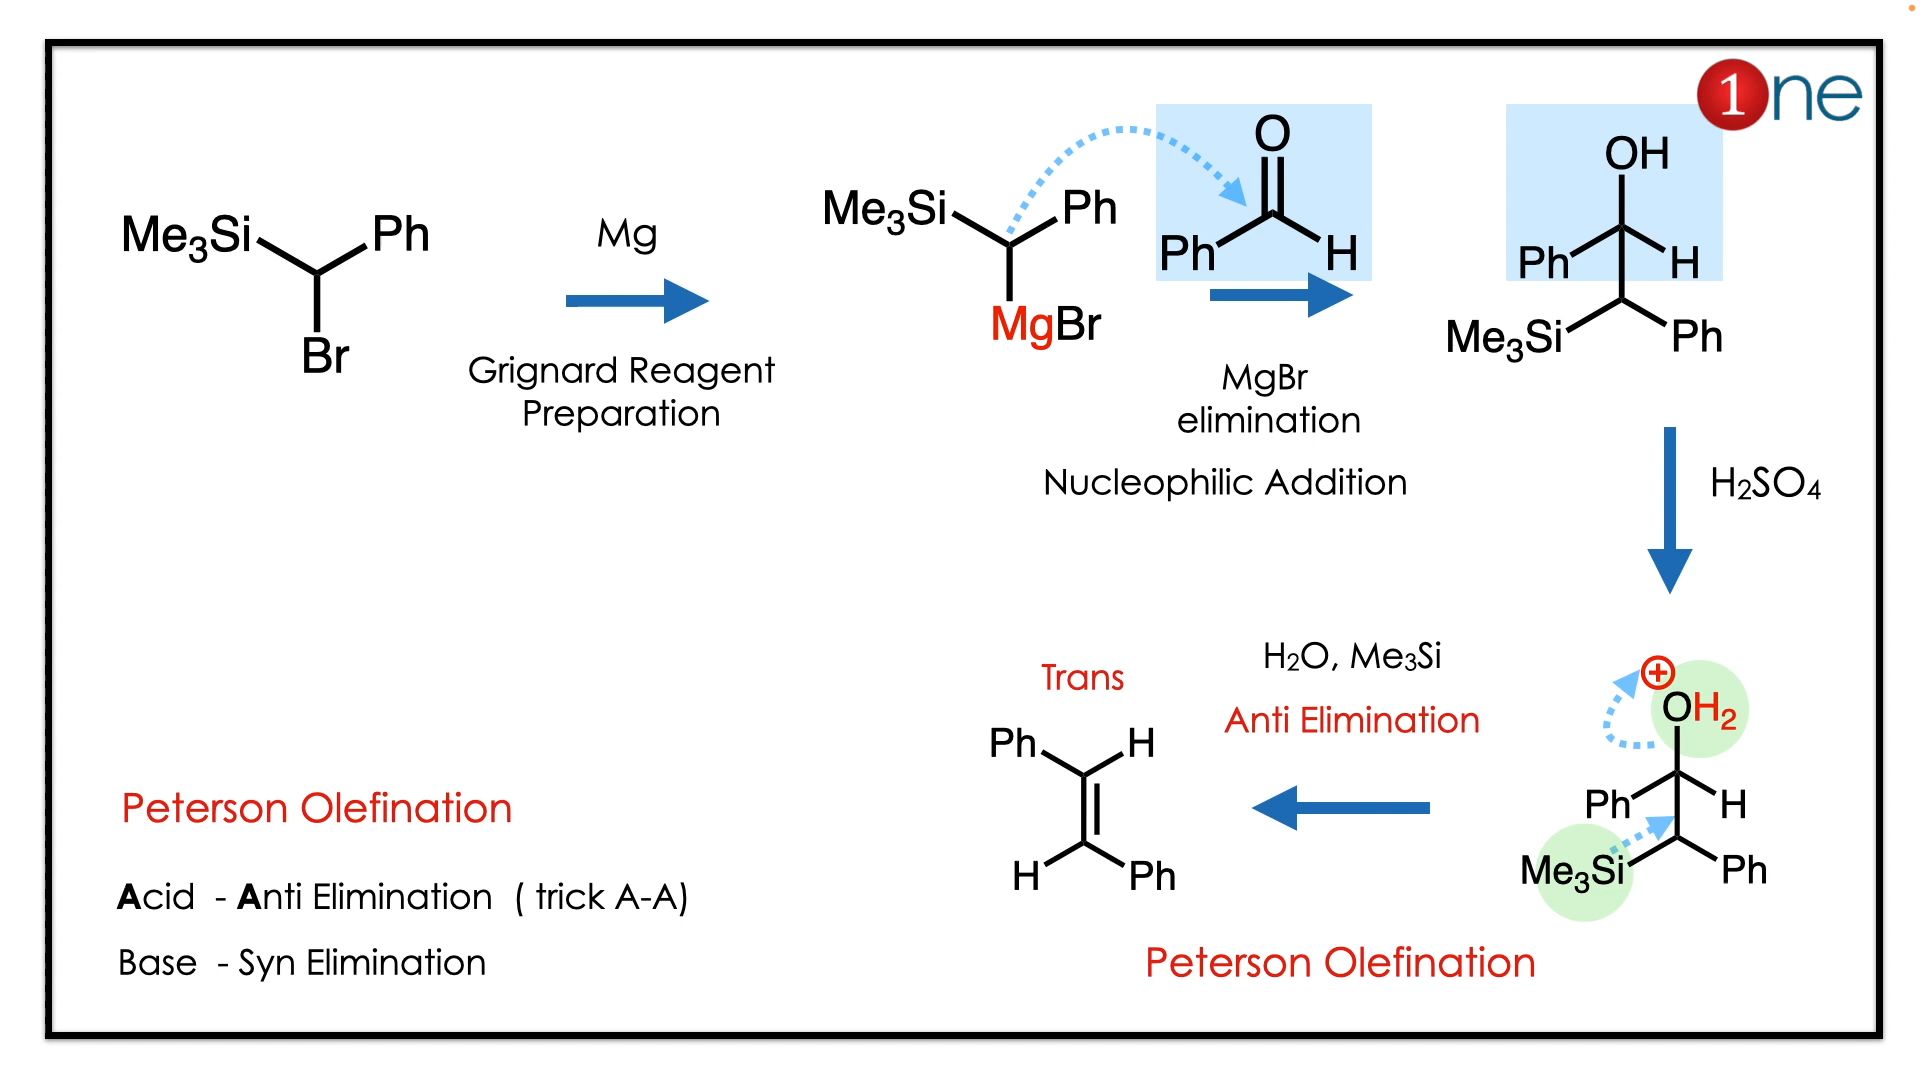 1ne
Me₃Si Ph
Br
Mg
Grignard Reagent
Preparation
Me₃Si Ph
MgBr
O
Ph H
MgBr
elimination
Nucleophilic Addition
OH
Ph H
Me₃Si Ph
H₂SO₄
⊕
OH₂
Ph H
Me₃Si Ph
H₂O, Me₃Si
Anti Elimination
Trans
Ph H
H Ph
Peterson Olefination
Peterson Olefination
Acid - Anti Elimination ( trick A-A)
Base - Syn Elimination